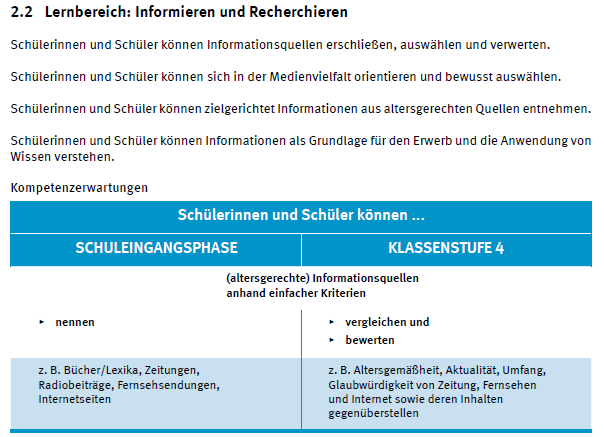 2.2 Lernbereich: Informieren und Recherchieren
Schülerinnen und Schüler können Informationsquellen erschließen, auswählen und verwerten.
Schülerinnen und Schüler können sich in der Medienvielfalt orientieren und bewusst auswählen.
Schülerinnen und Schüler können zielgerichtet Informationen aus altersgerechten Quellen entnehmen.
Schülerinnen und Schüler können Informationen als Grundlage für den Erwerb und die Anwendung von
Wissen verstehen.
Kompetenzerwartungen
Schülerinnen und Schüler können ...
SCHULEINGANGSPHASE
KLASSENSTUFE 4
(altersgerechte) Informationsquellen
anhand einfacher Kriterien
► nennen
► vergleichen und
► bewerten
z. B. Bücher/Lexika, Zeitungen,
Radiobeiträge, Fernsehsendungen,
Internetseiten
z. B. Altersgemäßheit, Aktualität, Umfang,
Glaubwürdigkeit von Zeitung, Fernsehen
und Internet sowie deren Inhalten
gegenüberstellen